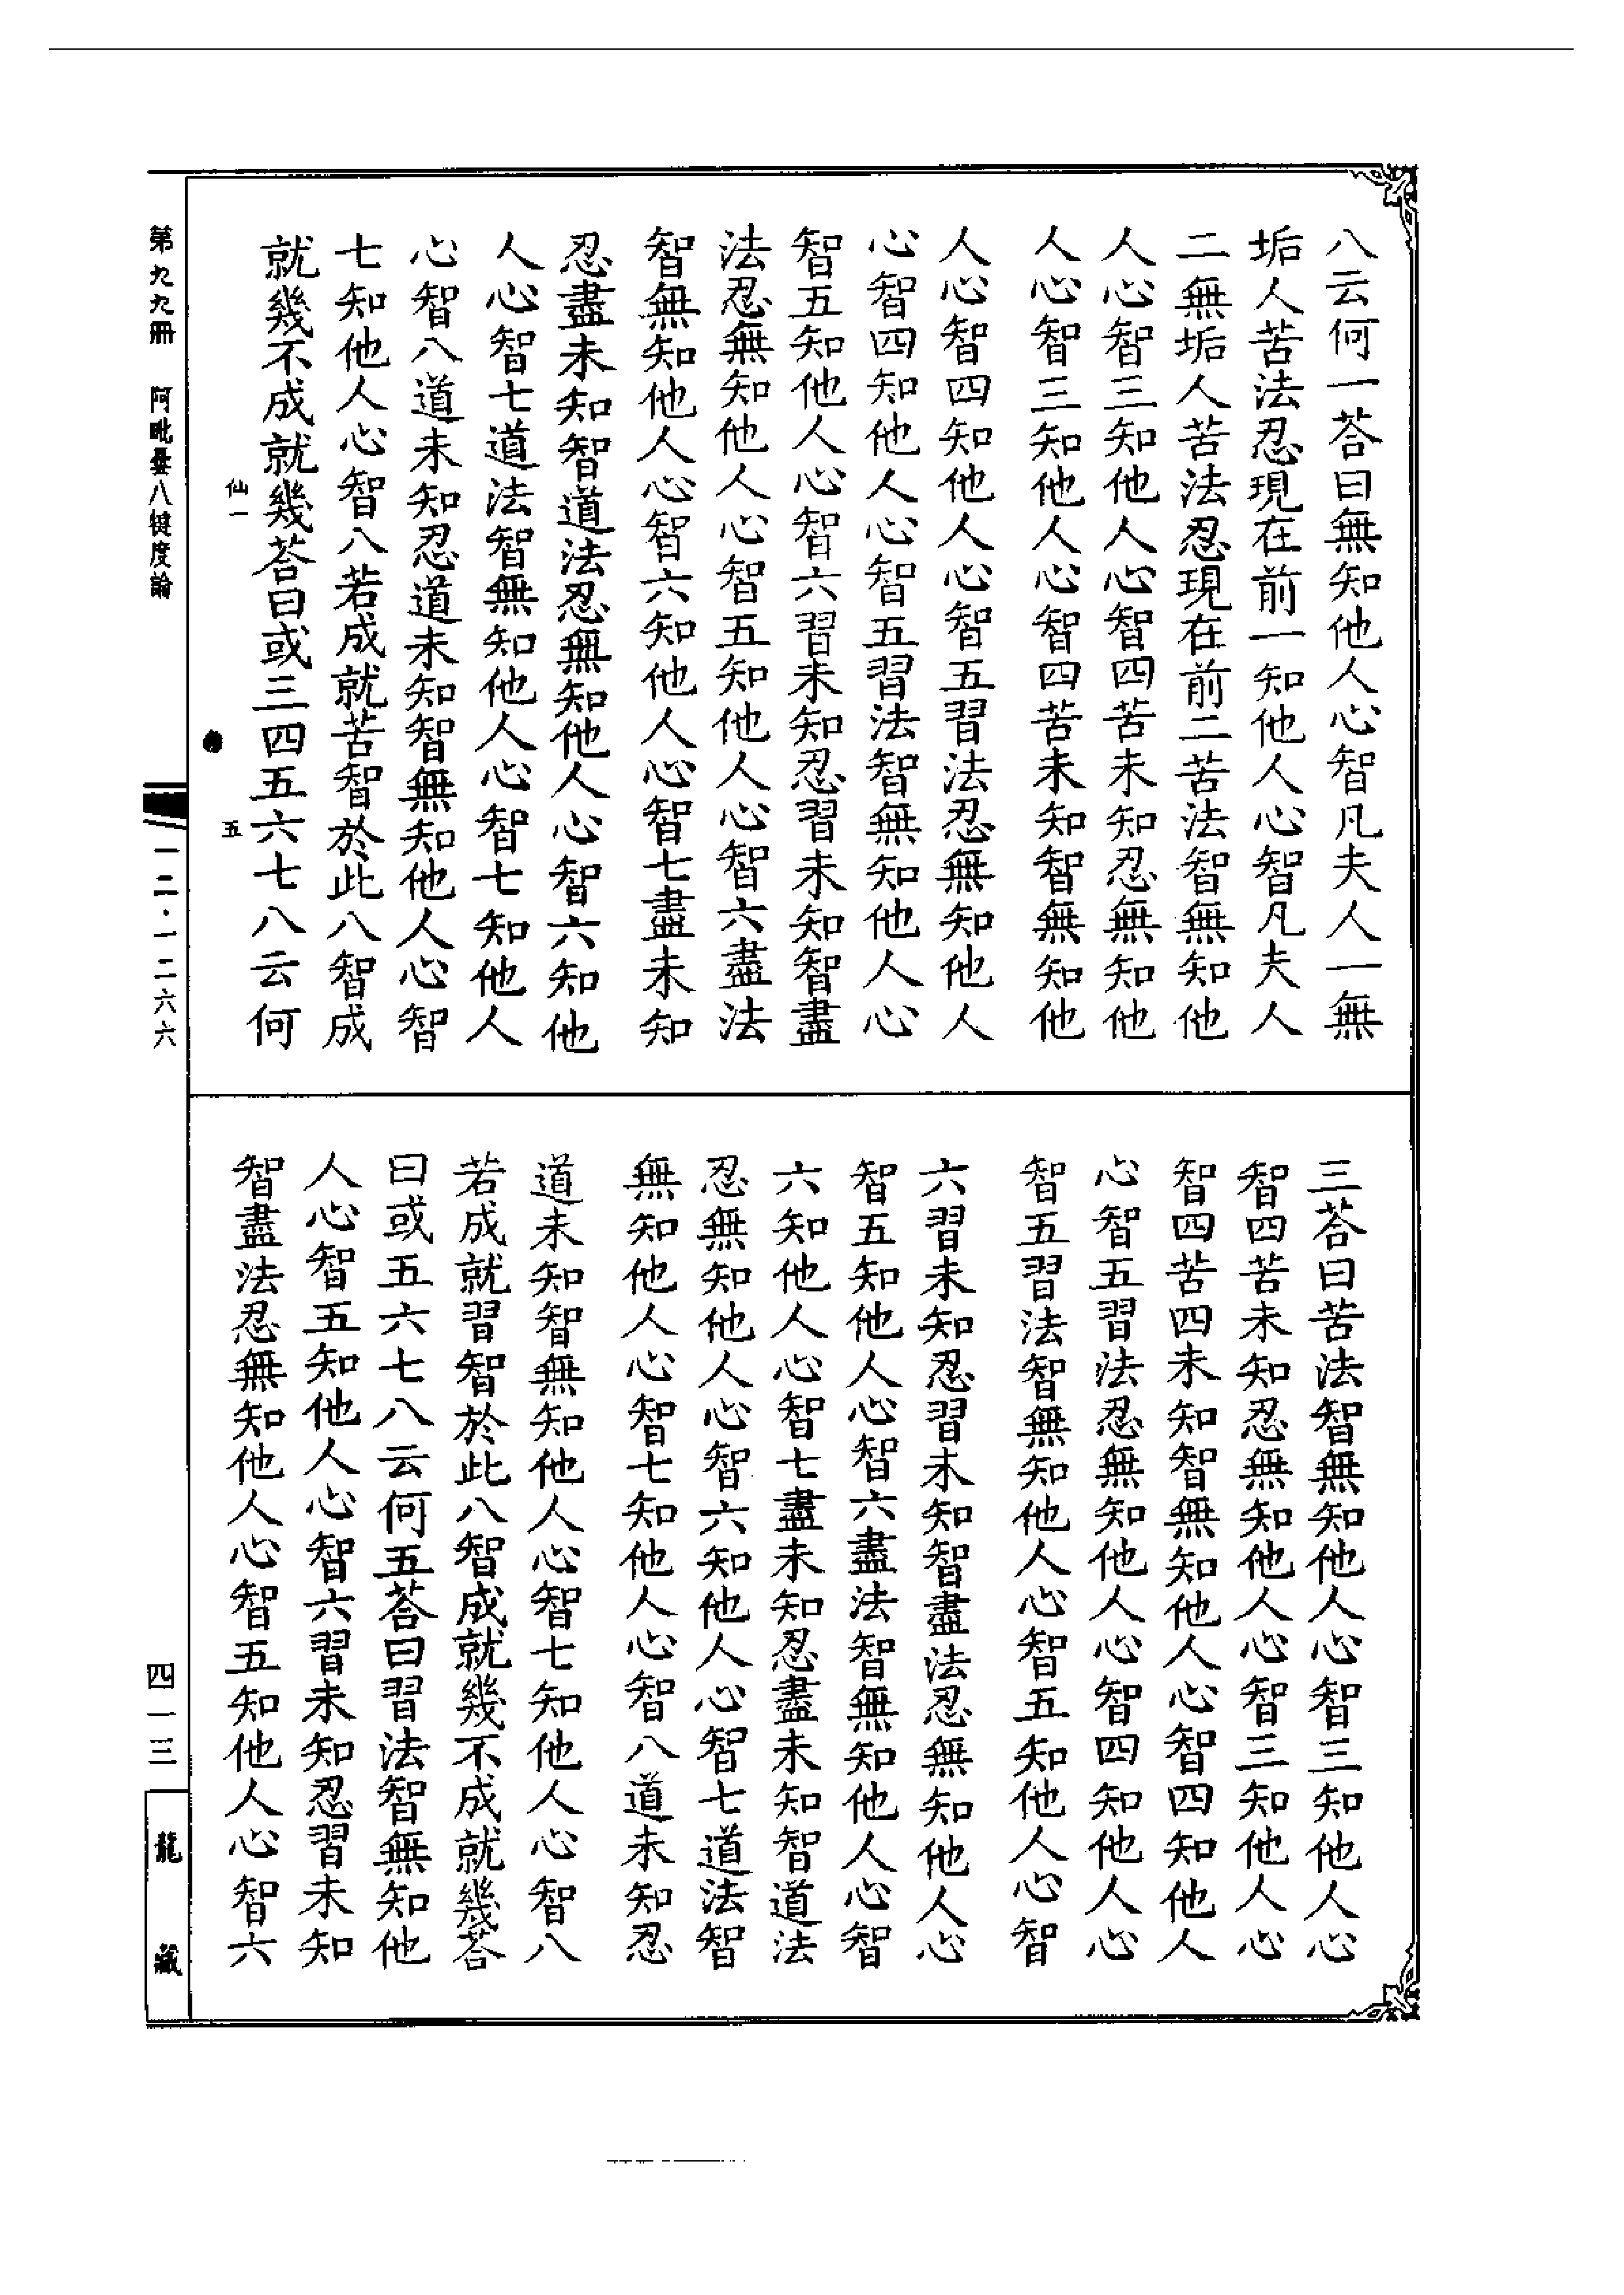 八云何一荅曰無知他人心智凡夫人一無
垢人苦法忍現在前一知他人心智凡夫人
二無垢人苦法忍現在前二苦法智無知他
人心智三知他人心智四苦未知忍無知他
人心智三知他人心智四苦未知智無知他
人心智四知他人心智五習法忍無知他人
心智四知他人心智五習法智無知他人心
智五知他人心智六習未知忍習未知智盡
法忍無知他人心智五知他人心智六盡法
智無知他人心智六知他人心智七盡未知
忍盡未知智道法忍無知他人心智六知他
人心智七道法智無知他人心智七知他人
心智八道未知忍道未知智無知他人心智
七知他人心智八若成就苦智於此八智成
就幾不成就幾荅曰或三四五六七八云何
仙一
五
三荅曰苦法智無知他人心智三知他人心
智四苦未知忍無知他人心智三知他人心
智四苦四未知智無知他人心智四知他人
心智五習法忍無知他人心智四知他人心
智五習法智無知他人心智五知他人心智
六習未知忍習未知智盡法忍無知他人心
智五知他人心智六盡法智無知他人心智
六知他人心智七盡未知忍盡未知智道法
忍無知他人心智六知他人心智七道法智
無知他人心智七知他人心智八道未知忍
道未知智無知他人心智七知他人心智八
若成就習智於此八智成就幾不成就幾荅
曰或五六七八云何五荅曰習法智無知他
人心智五知他人心智六習未知忍習未知
智盡法忍無知他人心智五知他人心智六
第九九冊　阿毗曇八犍度論
一二·一二六六
四一三
龍藏